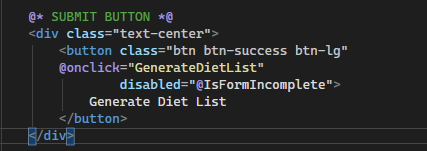 @* SUBMIT BUTTON *@
<div class="text-center">
<button class="btn btn-success btn-lg"
@onclick="GenerateDietList"
disabled="@IsFormIncomplete">
Generate Diet List
</button>
</div>